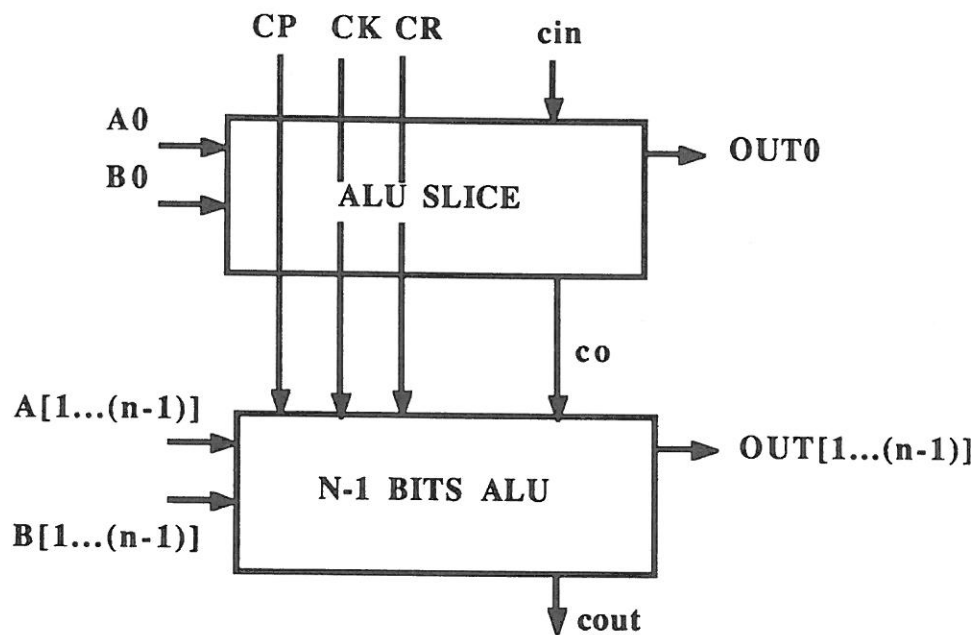 CP CK CR cin
A0
B0
OUT0
ALU SLICE
co
A[1...(n-1)]
B[1...(n-1)]
OUT[1...(n-1)]
N-1 BITS ALU
cout